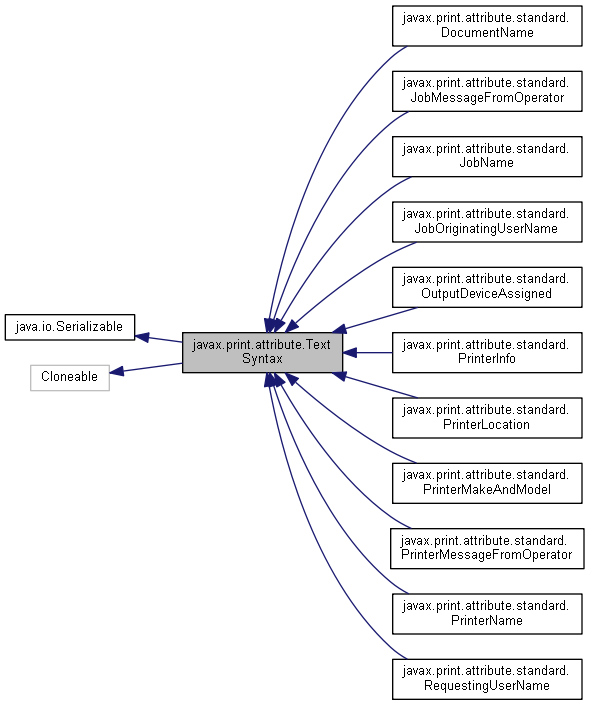 java.io.Serializable
Cloneable
javax.print.attribute.Text
Syntax
javax.print.attribute.standard.
DocumentName
javax.print.attribute.standard.
JobMessageFromOperator
javax.print.attribute.standard.
JobName
javax.print.attribute.standard.
JobOriginatingUserName
javax.print.attribute.standard.
OutputDeviceAssigned
javax.print.attribute.standard.
PrinterInfo
javax.print.attribute.standard.
PrinterLocation
javax.print.attribute.standard.
PrinterMakeAndModel
javax.print.attribute.standard.
PrinterMessageFromOperator
javax.print.attribute.standard.
PrinterName
javax.print.attribute.standard.
RequestingUserName